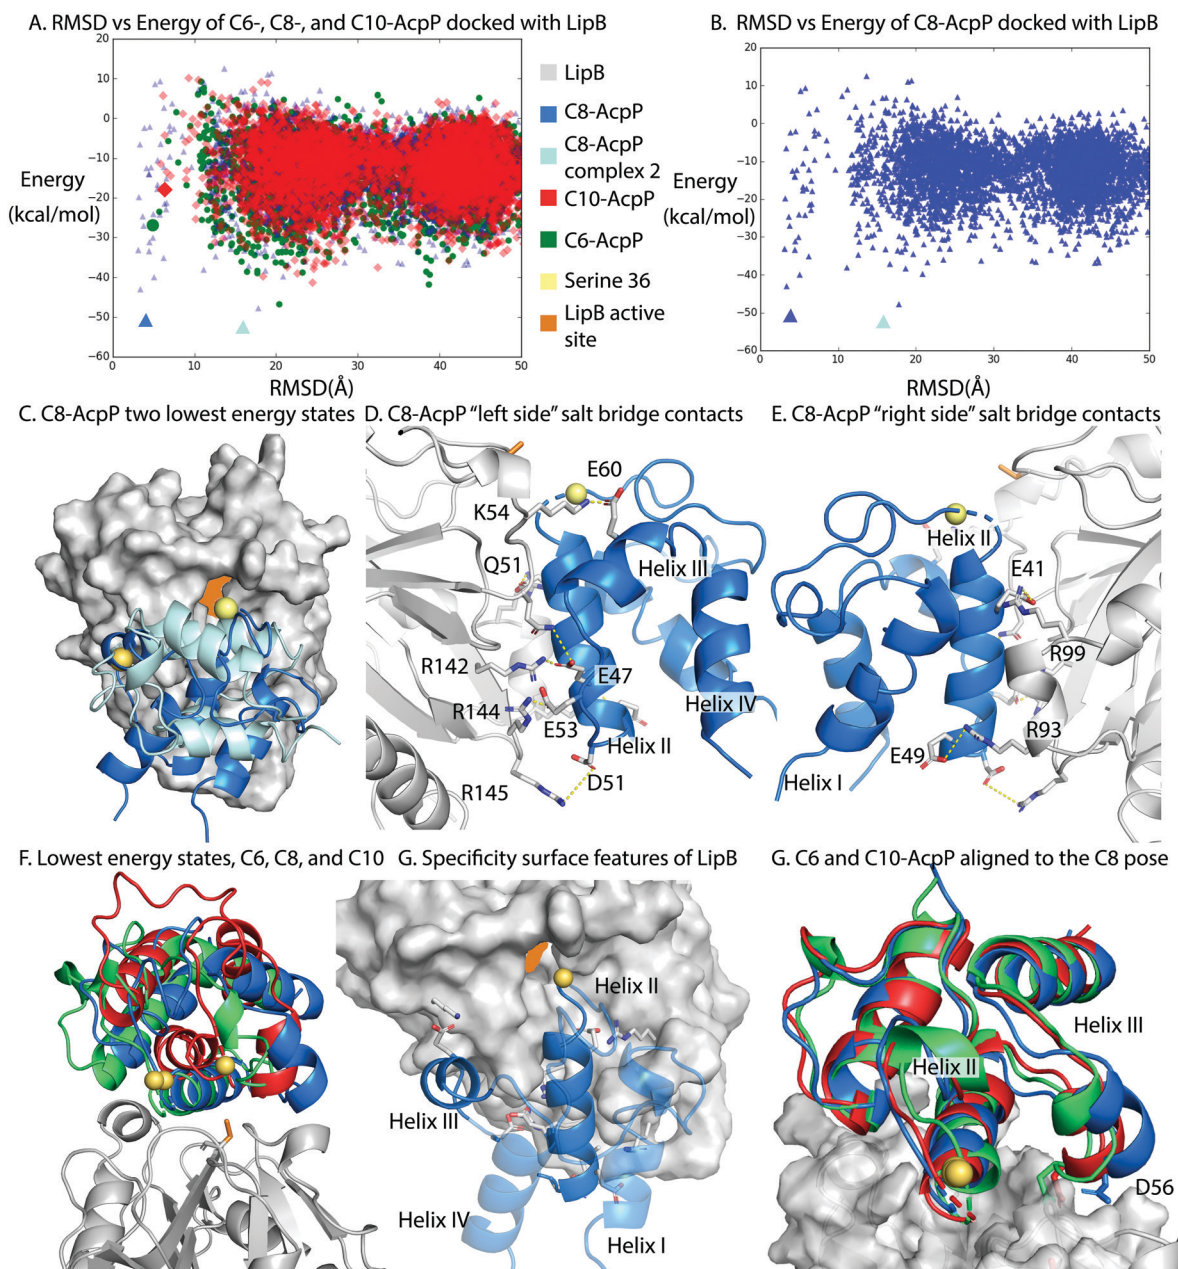 A. RMSD vs Energy of C6-, C8-, and C10-AcpP docked with LipB
20
10
0
−10
−20
−30
−40
−50
−60
Energy
(kcal/mol)
0
10
20
30
40
50
RMSD(Å)
LipB
C8-AcpP
C8-AcpP
complex 2
C10-AcpP
C6-AcpP
Serine 36
LipB active
site
B. RMSD vs Energy of C8-AcpP docked with LipB
20
10
0
−10
−20
−30
−40
−50
−60
Energy
(kcal/mol)
0
10
20
30
40
50
RMSD(Å)
C. C8-AcpP two lowest energy states
D. C8-AcpP "left side" salt bridge contacts
E60
K54
Helix III
Q51
R142
E47
R144
E53
Helix IV
Helix II
R145
D51
E. C8-AcpP "right side" salt bridge contacts
Helix II
E41
R99
R93
E49
Helix I
F. Lowest energy states, C6, C8, and C10
G. Specificity surface features of LipB
Helix II
Helix III
Helix IV
Helix I
G. C6 and C10-AcpP aligned to the C8 pose
Helix III
Helix II
D56